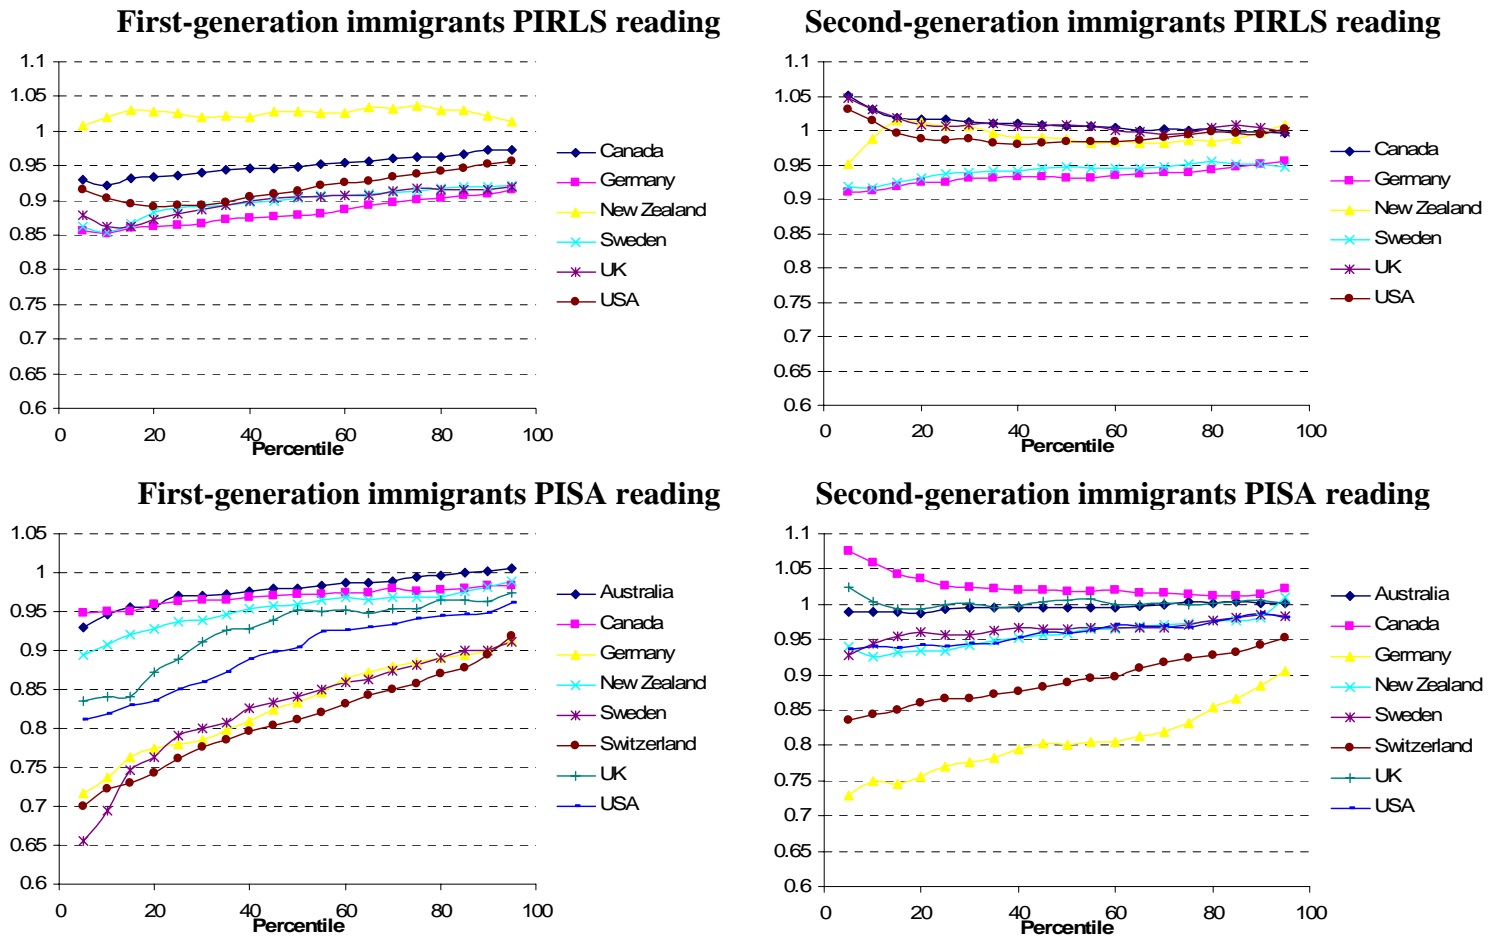 First-generation immigrants PIRLS reading
1.1
1.05
1
0.95
0.9
0.85
0.8
0.75
0.7
0.65
0.6
0 20 40 60 80 100
Percentile
Canada
Germany
New Zealand
Sweden
UK
USA
Second-generation immigrants PIRLS reading
1.1
1.05
1
0.95
0.9
0.85
0.8
0.75
0.7
0.65
0.6
0 20 40 60 80 100
Percentile
Canada
Germany
New Zealand
Sweden
UK
USA
First-generation immigrants PISA reading
1.05
1
0.95
0.9
0.85
0.8
0.75
0.7
0.65
0.6
0 20 40 60 80 100
Percentile
Australia
Canada
Germany
New Zealand
Sweden
Switzerland
UK
USA
Second-generation immigrants PISA reading
1.1
1.05
1
0.95
0.9
0.85
0.8
0.75
0.7
0.65
0.6
0 20 40 60 80 100
Percentile
Australia
Canada
Germany
New Zealand
Sweden
Switzerland
UK
USA